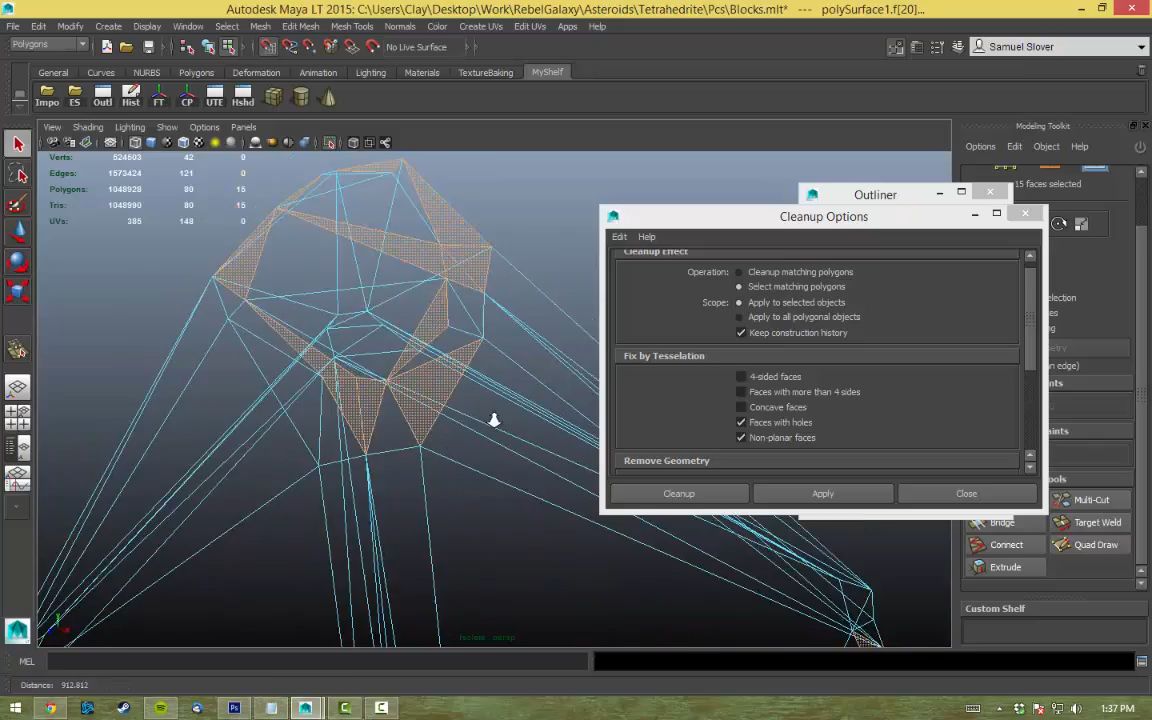 Autodesk Maya LT 2015: C:\Users\Clay\Desktop\Work\RebelGalaxy\Asteroids\Tetrahedrite\Pcs\Blocks.mlt* --- polySurface1.f[20]...
File Edit Modify Create Display Window Select Mesh Edit Mesh Mesh Tools Normals Color Create UVs Edit UVs Apps Help
Polygons No Live Surface Samuel Slover
General Curves NURBS Polygons Deformation Animation Lighting Materials TextureBaking MyShelf
Impo ES Outl Hist FT CP UTE Hshd
View Shading Lighting Show Options Panels
Modeling Toolkit
Options Edit Object Help
Verts: 524603 42 0
Edges: 1573424 121 0
Polygons: 1048928 80 15
Tris: 1048990 80 15
UVs: 385 148 0
15 faces selected
Outliner
Cleanup Options
Edit Help
Cleanup Effect
Operation: Cleanup matching polygons
Select matching polygons
Scope: Apply to selected objects
Apply to all polygonal objects
Keep construction history
Fix by Tesselation
4-sided faces
Faces with more than 4 sides
Concave faces
Faces with holes
Non-planar faces
Remove Geometry
Cleanup Apply Close
Multi-Cut
Bridge Target Weld
Connect Quad Draw
Extrude
Custom Shelf
persp
MEL
Distance: 912.812
1:37 PM